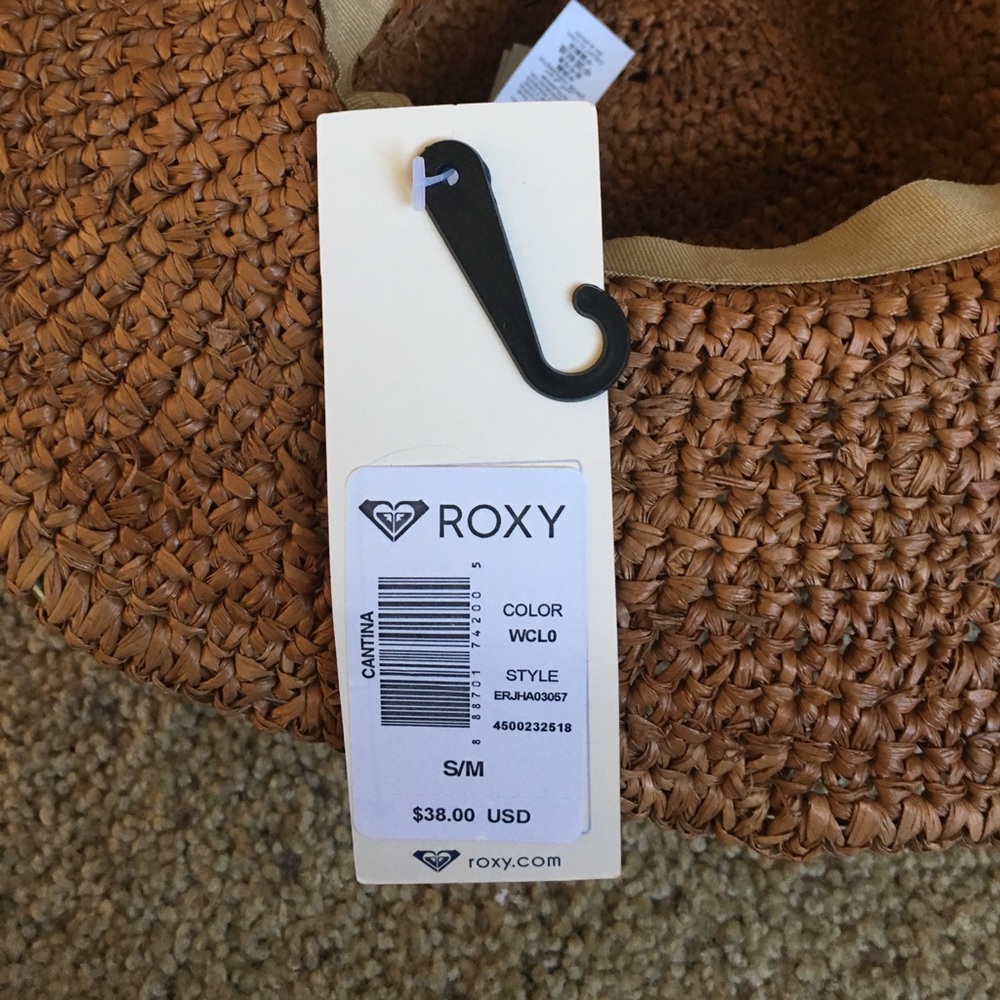 ROXY
CANTINA
8 88701 74200 5
COLOR
WCL0
STYLE
ERJHA03057
4500232518
S/M
$38.00 USD
roxy.com